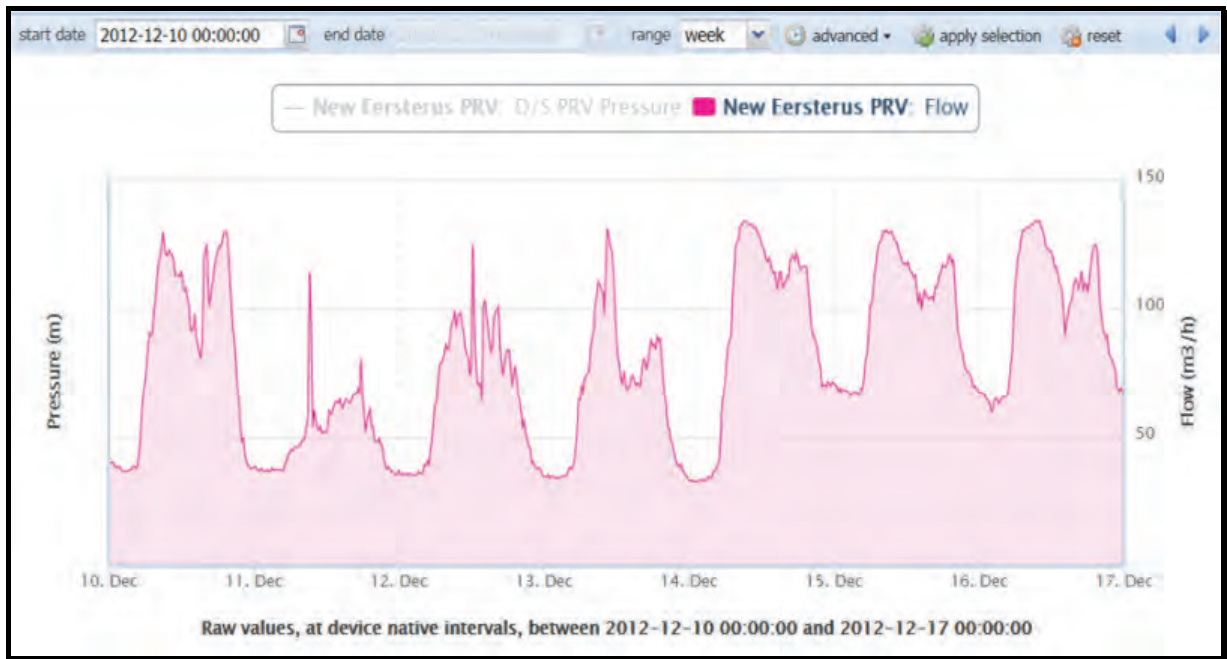 start date 2012-12-10 00:00:00 end date range week advanced apply selection reset
New Eersterus PRV: D/S PRV Pressure New Eersterus PRV: Flow
150
100
50
Pressure (m)
Flow (m3/h)
10. Dec 11. Dec 12. Dec 13. Dec 14. Dec 15. Dec 16. Dec 17. Dec
Raw values, at device native intervals, between 2012-12-10 00:00:00 and 2012-12-17 00:00:00